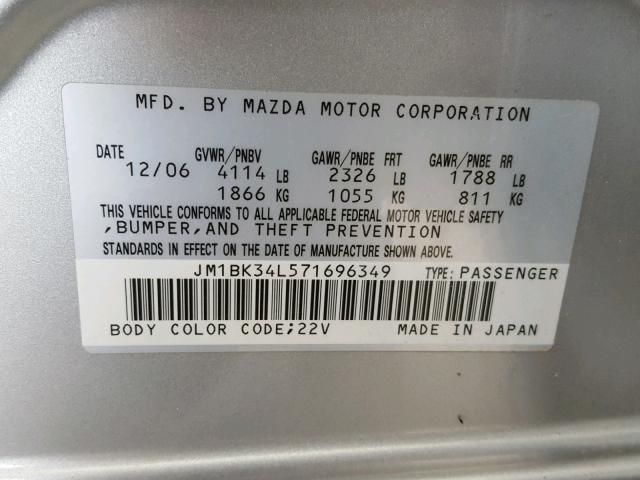 MFD. BY MAZDA MOTOR CORPORATION
DATE GVWR/PNBV GAWR/PNBE FRT GAWR/PNBE RR
12/06 4114 LB 2326 LB 1788 LB
1866 KG 1055 KG 811 KG
THIS VEHICLE CONFORMS TO ALL APPLICABLE FEDERAL MOTOR VEHICLE SAFETY
,BUMPER,AND THEFT PREVENTION
STANDARDS IN EFFECT ON THE DATE OF MANUFACTURE SHOWN ABOVE.
JM1BK34L571696349 TYPE: PASSENGER
BODY COLOR CODE;22V MADE IN JAPAN